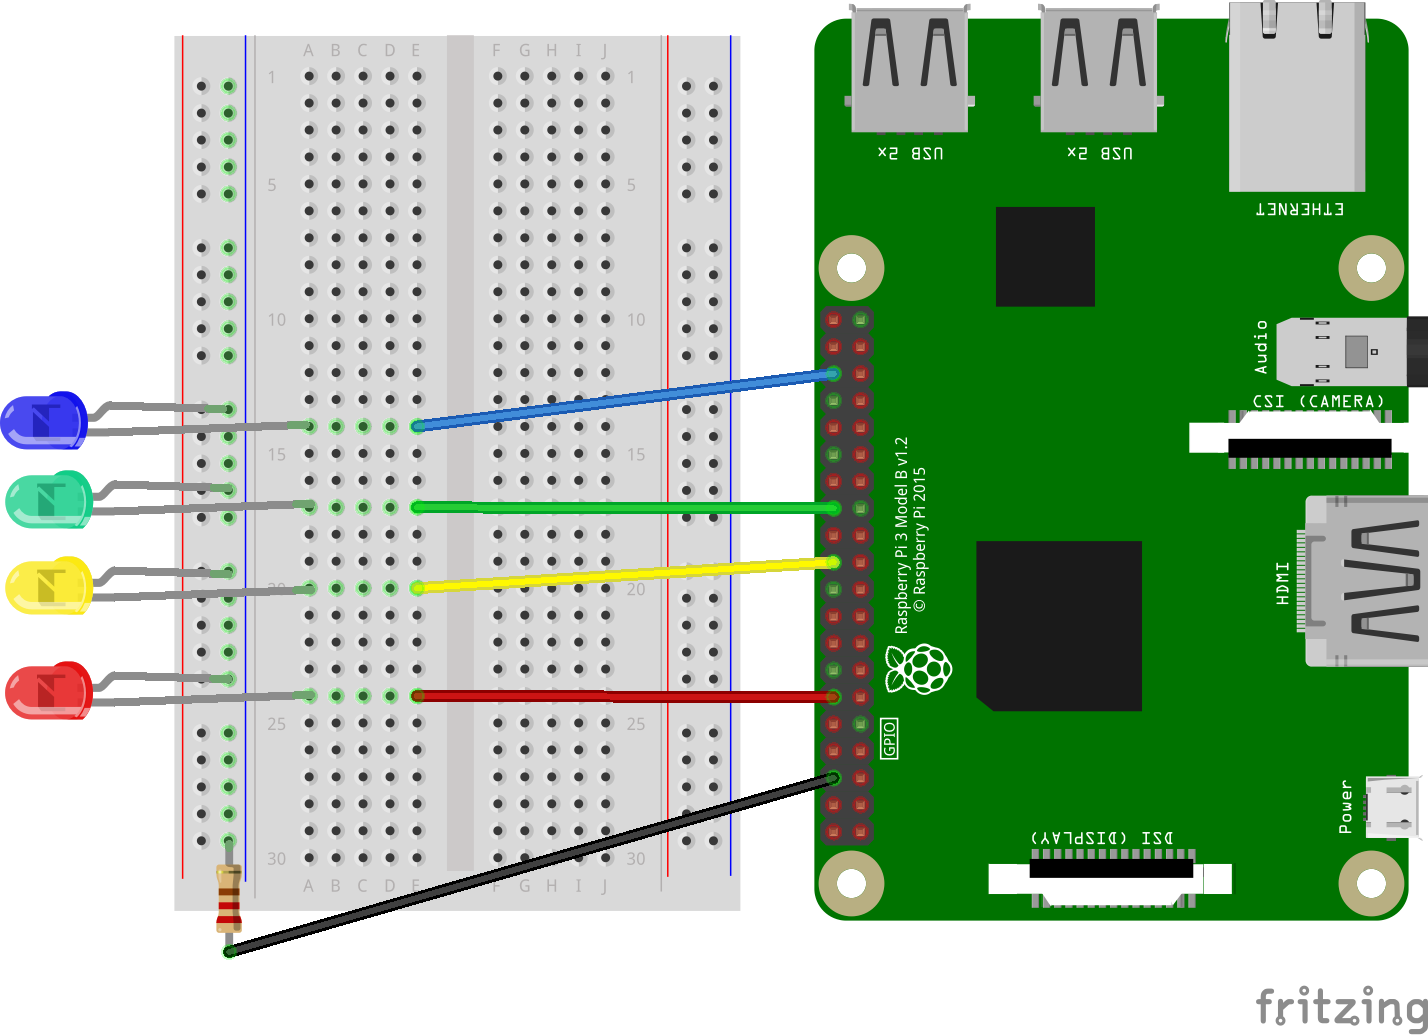 A B C D E F G H I J
1 1
USB 2x USB 2x
5 5
ETHERNET
10 10
Audio
CSI (CAMERA)
15 15
Raspberry Pi 3 Model B v1.2
© Raspberry Pi 2015
HDMI
20 20
GPIO
25 25
Power
DSI (DISPLAY)
30 30
A B C D E F G H I J
fritzing